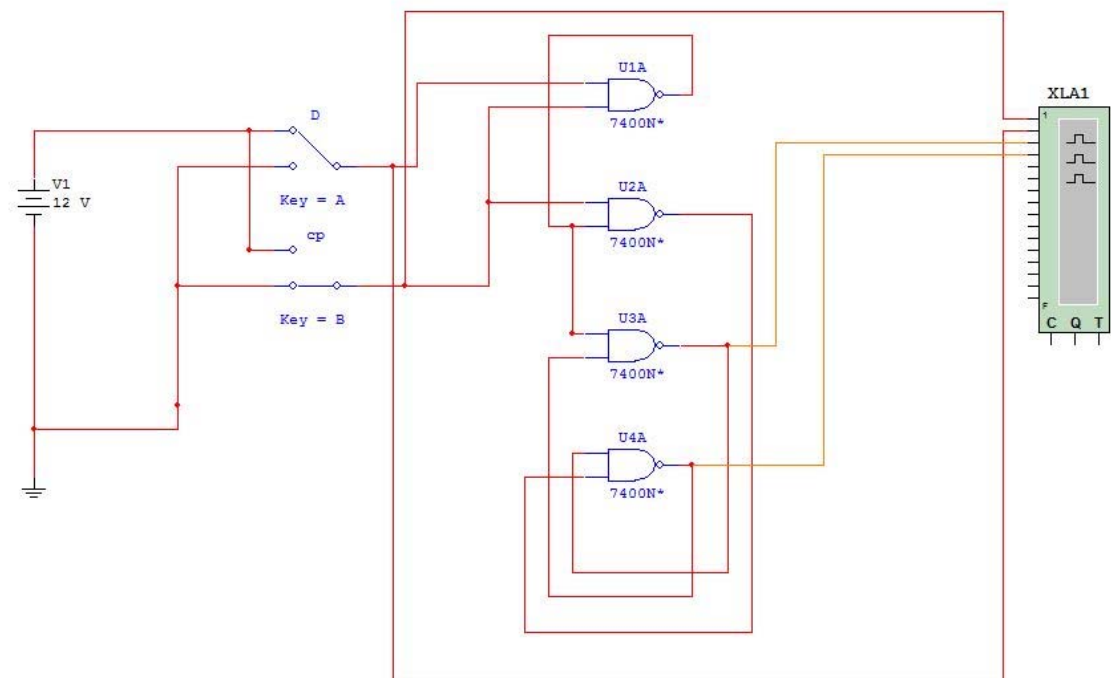 U1A
7400N*
XLA1
1
F
C Q T
D
Key = A
V1
12 V
cp
Key = B
U2A
7400N*
U3A
7400N*
U4A
7400N*